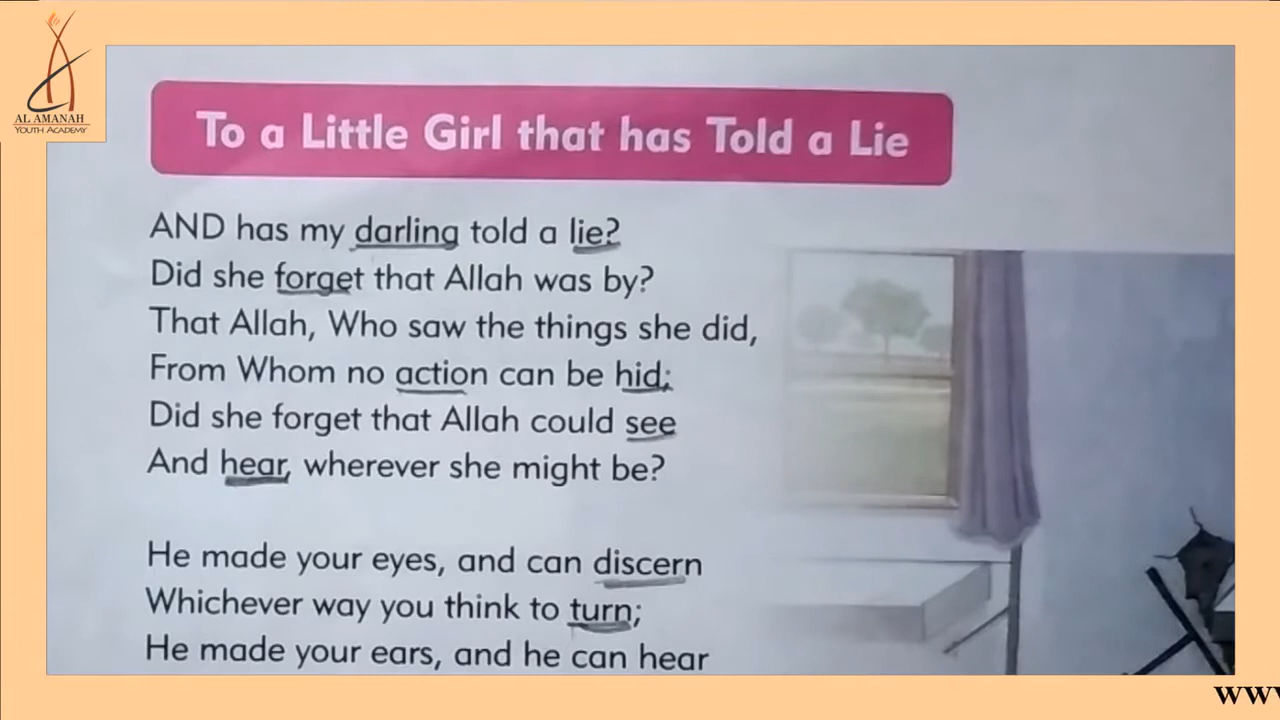 AL AMANAH
YOUTH ACADEMY
To a Little Girl that has Told a Lie
AND has my darling told a lie?
Did she forget that Allah was by?
That Allah, Who saw the things she did,
From Whom no action can be hid;
Did she forget that Allah could see
And hear, wherever she might be?
He made your eyes, and can discern
Whichever way you think to turn;
He made your ears, and he can hear
www